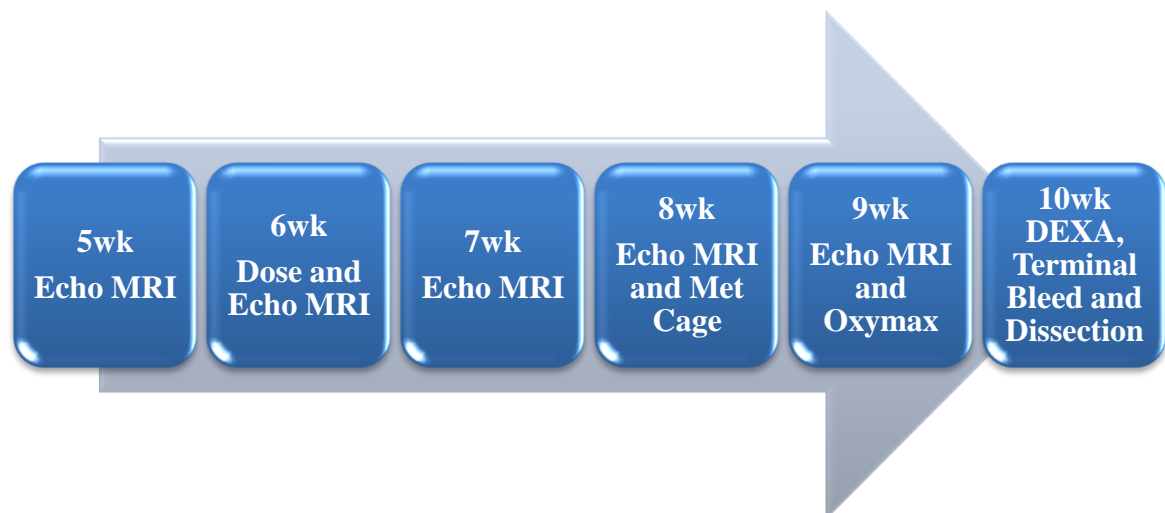 5wk
Echo MRI
6wk
Dose and
Echo MRI
7wk
Echo MRI
8wk
Echo MRI
and Met
Cage
9wk
Echo MRI
and
Oxymax
10wk
DEXA,
Terminal
Bleed and
Dissection